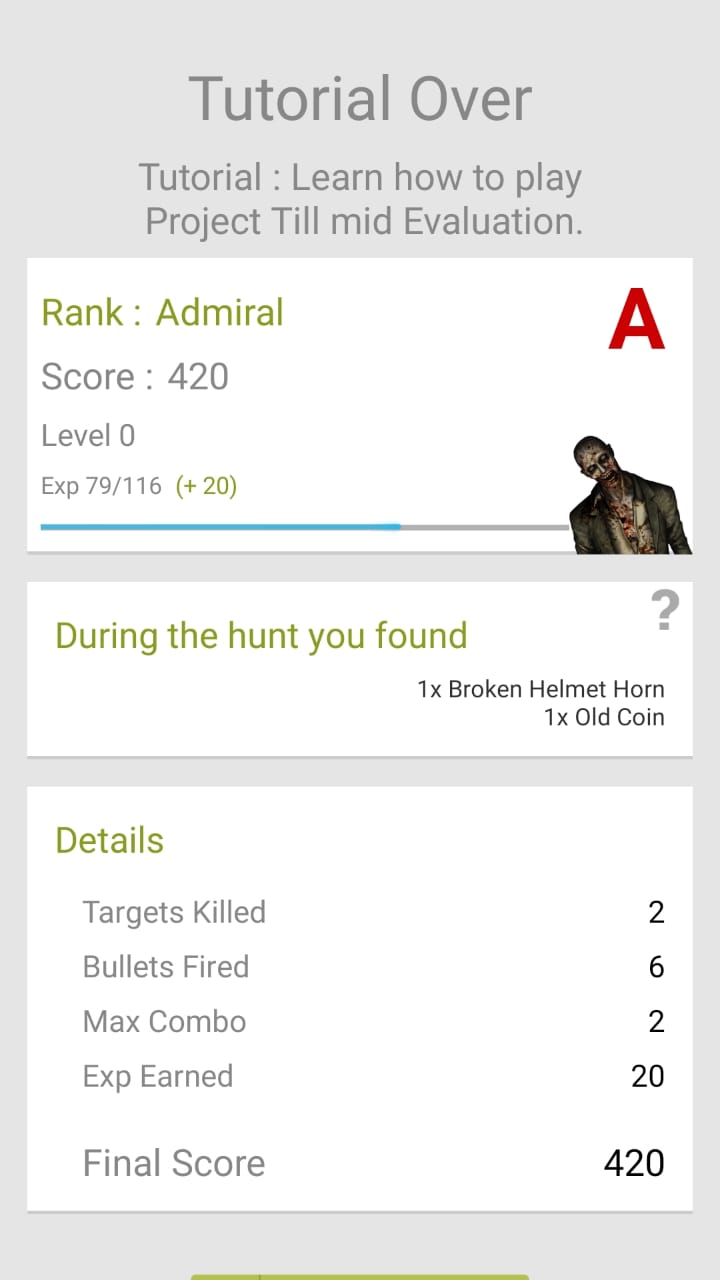 Tutorial Over
Tutorial : Learn how to play
Project Till mid Evaluation.
Rank : Admiral
A
Score : 420
Level 0
Exp 79/116 (+ 20)
?
During the hunt you found
1x Broken Helmet Horn
1x Old Coin
Details
Targets Killed 2
Bullets Fired 6
Max Combo 2
Exp Earned 20
Final Score 420